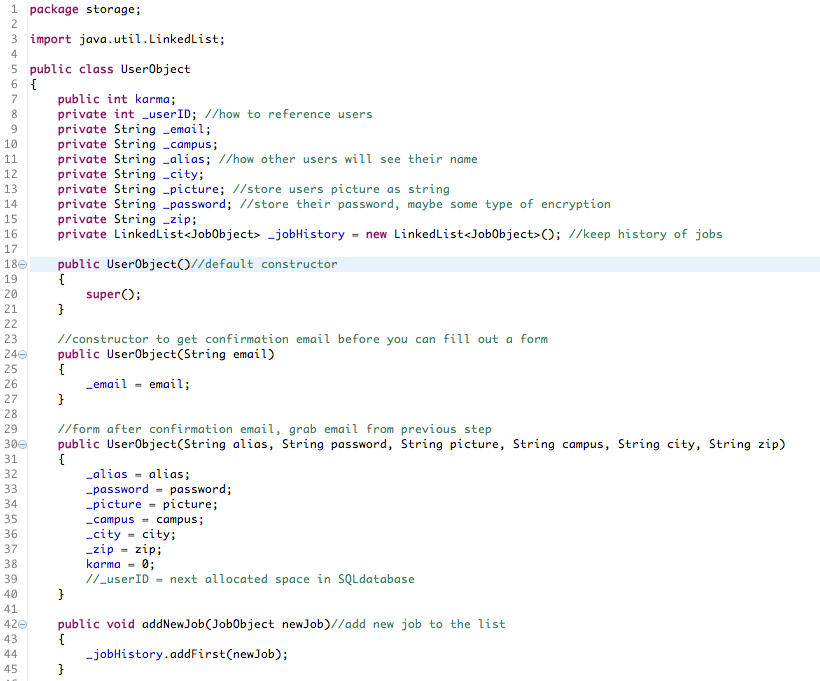 1 package storage;
2
3 import java.util.LinkedList;
4
5 public class UserObject
6 {
7     public int karma;
8     private int _userID; //how to reference users
9     private String _email;
10     private String _campus;
11     private String _alias; //how other users will see their name
12     private String _city;
13     private String _picture; //store users picture as string
14     private String _password; //store their password, maybe some type of encryption
15     private String _zip;
16     private LinkedList<JobObject> _jobHistory = new LinkedList<JobObject>(); //keep history of jobs
17
18     public UserObject()//default constructor
19     {
20         super();
21     }
22
23     //constructor to get confirmation email before you can fill out a form
24     public UserObject(String email)
25     {
26         _email = email;
27     }
28
29     //form after confirmation email, grab email from previous step
30     public UserObject(String alias, String password, String picture, String campus, String city, String zip)
31     {
32         _alias = alias;
33         _password = password;
34         _picture = picture;
35         _campus = campus;
36         _city = city;
37         _zip = zip;
38         karma = 0;
39         //_userID = next allocated space in SQLdatabase
40     }
41
42     public void addNewJob(JobObject newJob)//add new job to the list
43     {
44         _jobHistory.addFirst(newJob);
45     }